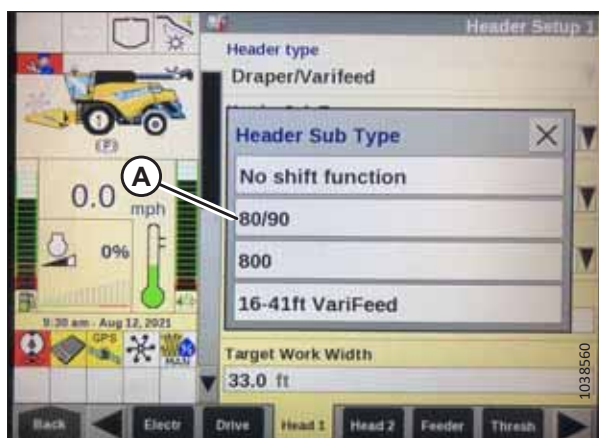 Header Setup 1
Header type
Draper/Varifeed
Header Sub Type
No shift function
80/90
800
16-41ft VariFeed
A
(F)
0.0 mph
0%
9:30 am - Aug 12, 2021
GPS
MAN
Target Work Width
33.0 ft
Back
Electr
Drive
Head 1
Head 2
Feeder
Thresh
1038560